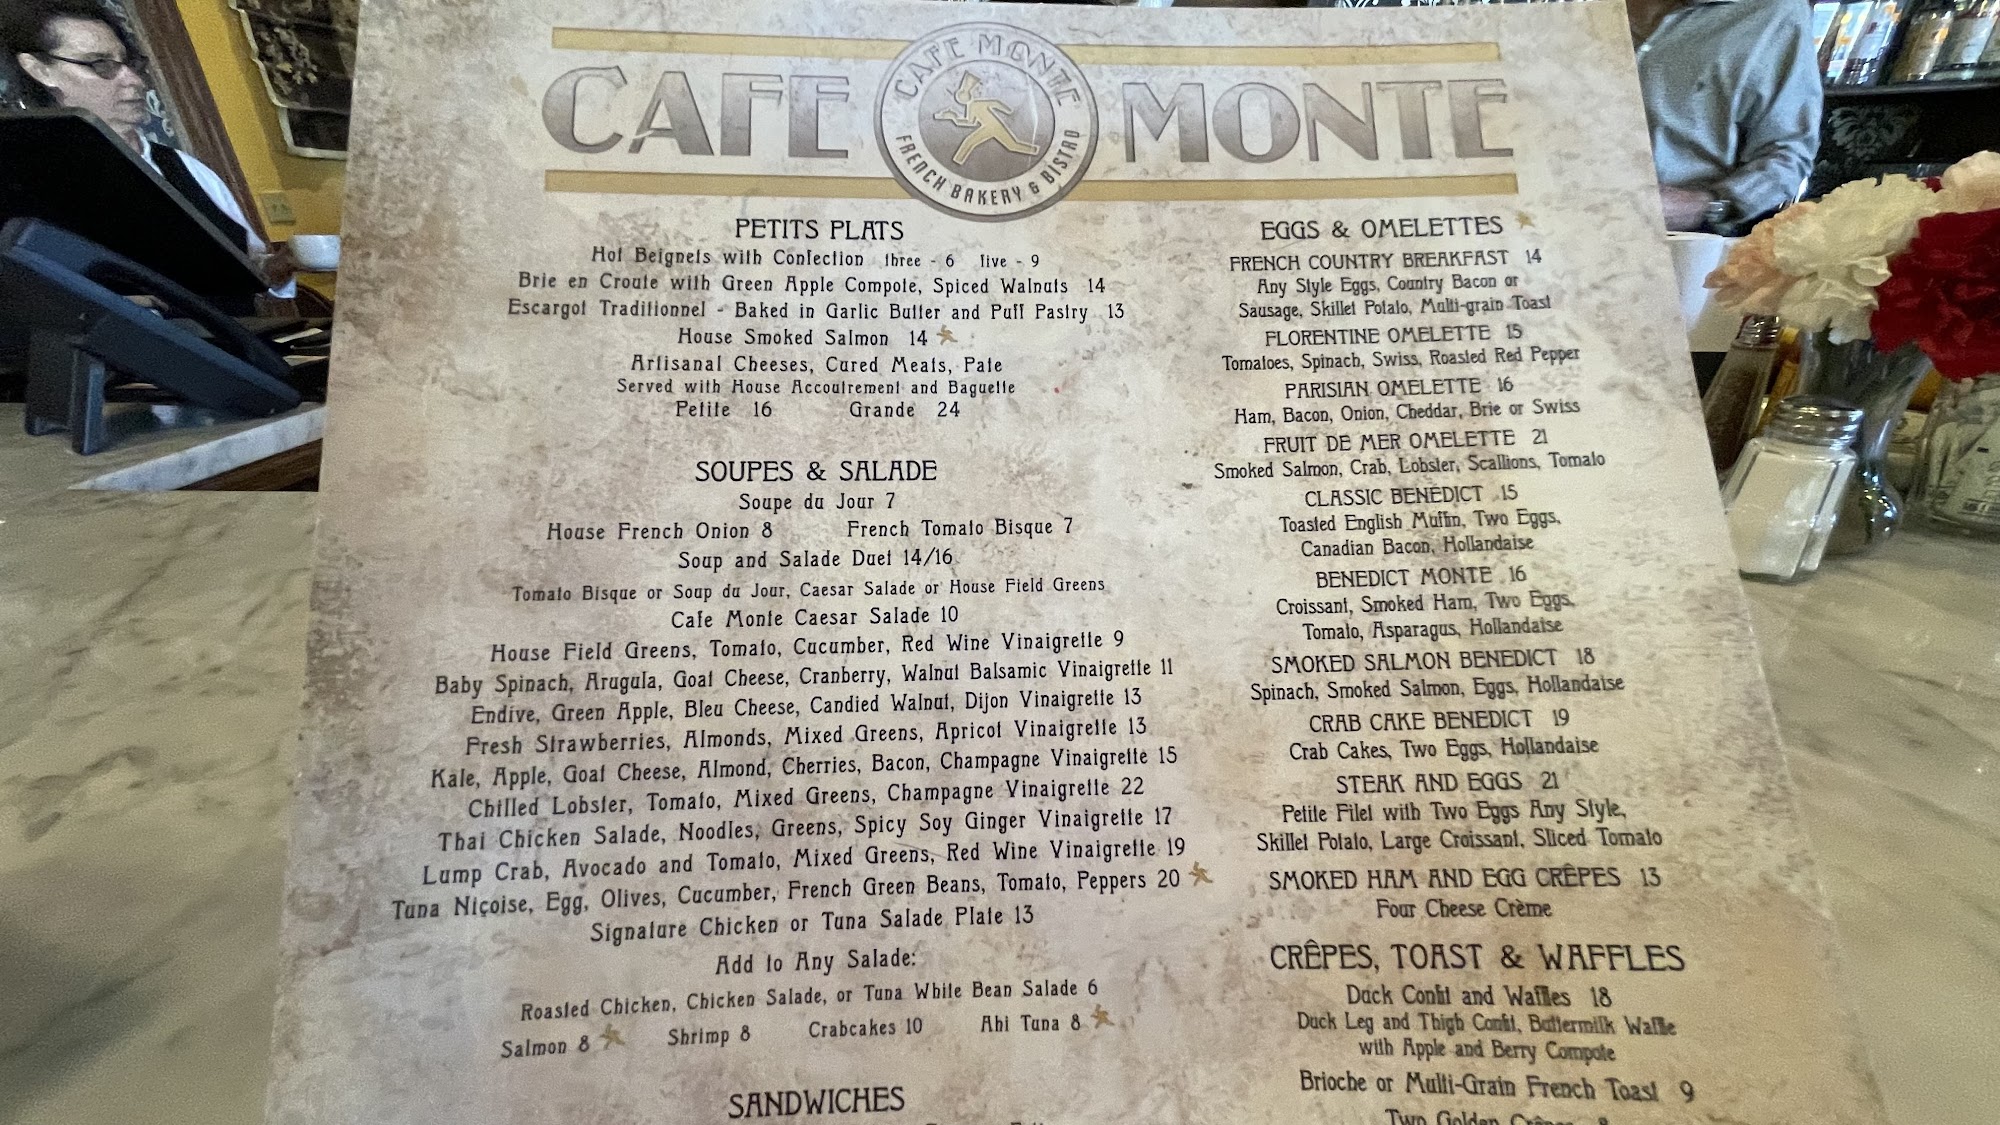 CAFE MONTE
CAFE MONTE
FRENCH BAKERY & BISTRO
PETITS PLATS
Hot Beignets with Confection three - 6 five - 9
Brie en Croute with Green Apple Compote, Spiced Walnuts 14
Escargot Traditionnel - Baked in Garlic Butter and Puff Pastry 13
House Smoked Salmon 14
Artisanal Cheeses, Cured Meats, Pate
Served with House Accoutrement and Baguette
Petite 16 Grande 24
SOUPES & SALADE
Soupe du Jour 7
House French Onion 8 French Tomato Bisque 7
Soup and Salade Duet 14/16
Tomato Bisque or Soup du Jour, Caesar Salade or House Field Greens
Cafe Monte Caesar Salade 10
House Field Greens, Tomato, Cucumber, Red Wine Vinaigrette 9
Baby Spinach, Arugula, Goat Cheese, Cranberry, Walnut Balsamic Vinaigrette 11
Endive, Green Apple, Bleu Cheese, Candied Walnut, Dijon Vinaigrette 13
Fresh Strawberries, Almonds, Mixed Greens, Apricot Vinaigrette 13
Kale, Apple, Goat Cheese, Almond, Cherries, Bacon, Champagne Vinaigrette 15
Chilled Lobster, Tomato, Mixed Greens, Champagne Vinaigrette 22
Thai Chicken Salade, Noodles, Greens, Spicy Soy Ginger Vinaigrette 17
Lump Crab, Avocado and Tomato, Mixed Greens, Red Wine Vinaigrette 19
Tuna Niçoise, Egg, Olives, Cucumber, French Green Beans, Tomato, Peppers 20
Signature Chicken or Tuna Salade Plate 13
Add to Any Salade:
Roasted Chicken, Chicken Salade, or Tuna White Bean Salade 6
Salmon 8 Shrimp 8 Crabcakes 10 Ahi Tuna 8
SANDWICHES
EGGS & OMELETTES
FRENCH COUNTRY BREAKFAST 14
Any Style Eggs, Country Bacon or
Sausage, Skillet Potato, Multi-grain Toast
FLORENTINE OMELETTE 15
Tomatoes, Spinach, Swiss, Roasted Red Pepper
PARISIAN OMELETTE 16
Ham, Bacon, Onion, Cheddar, Brie or Swiss
FRUIT DE MER OMELETTE 21
Smoked Salmon, Crab, Lobster, Scallions, Tomato
CLASSIC BENEDICT 15
Toasted English Muffin, Two Eggs,
Canadian Bacon, Hollandaise
BENEDICT MONTE 16
Croissant, Smoked Ham, Two Eggs,
Tomato, Asparagus, Hollandaise
SMOKED SALMON BENEDICT 18
Spinach, Smoked Salmon, Eggs, Hollandaise
CRAB CAKE BENEDICT 19
Crab Cakes, Two Eggs, Hollandaise
STEAK AND EGGS 21
Petite Filet with Two Eggs Any Style,
Skillet Potato, Large Croissant, Sliced Tomato
SMOKED HAM AND EGG CRÊPES 13
Four Cheese Crème
CRÊPES, TOAST & WAFFLES
Duck Confit and Waffles 18
Duck Leg and Thigh Confit, Buttermilk Waffle
with Apple and Berry Compote
Brioche or Multi-Grain French Toast 9
Two Golden Crêpes